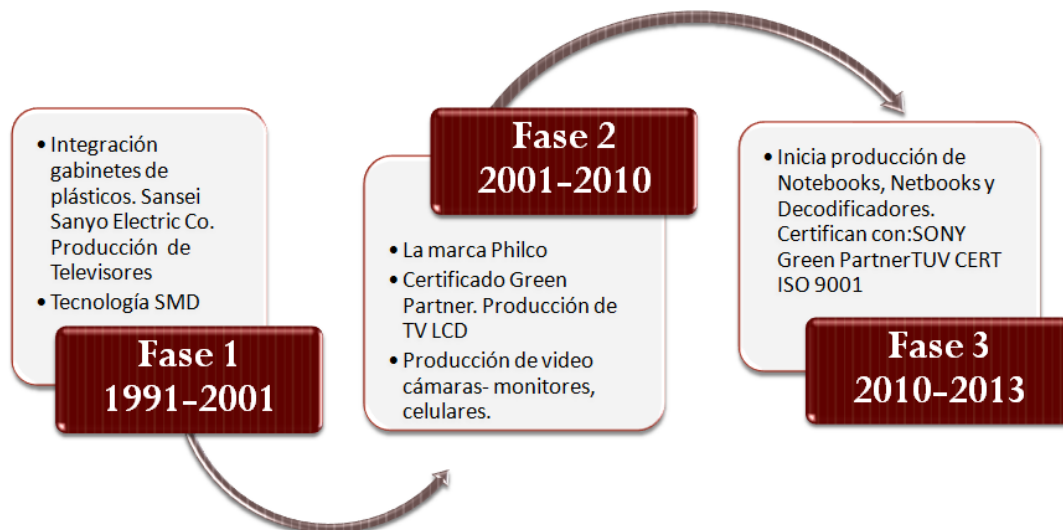 • Integración
gabinetes de
plásticos. Sansei
Sanyo Electric Co.
Producción de
Televisores
• Tecnología SMD
Fase 1
1991-2001
Fase 2
2001-2010
• La marca Philco
• Certificado Green
Partner. Producción de
TV LCD
• Producción de video
cámaras- monitores,
celulares.
• Inicia producción de
Notebooks, Netbooks y
Decodificadores.
Certifican con:SONY
Green PartnerTUV CERT
ISO 9001
Fase 3
2010-2013